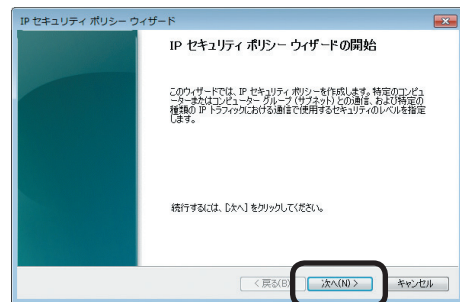 IP セキュリティ ポリシー ウィザード
IP セキュリティ ポリシー ウィザードの開始
このウィザードでは、IP セキュリティ ポリシーを作成します。特定のコンピュ
ーターまたはコンピューター グループ (サブネット) との通信、および特定の
種類の IP トラフィックにおける通信で使用するセキュリティのレベルを指定
します。
続行するには、[次へ] をクリックしてください。
< 戻る(B)
次へ(N) >
キャンセル